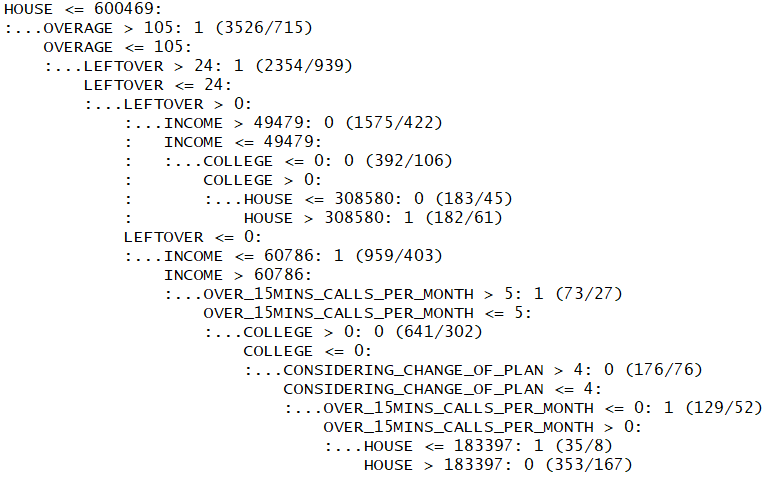 HOUSE <= 600469:
:...OVERAGE > 105: 1 (3526/715)
    OVERAGE <= 105:
    :...LEFTOVER > 24: 1 (2354/939)
        LEFTOVER <= 24:
        :...LEFTOVER > 0:
            :...INCOME > 49479: 0 (1575/422)
            :   INCOME <= 49479:
            :   :...COLLEGE <= 0: 0 (392/106)
            :       COLLEGE > 0:
            :       :...HOUSE <= 308580: 0 (183/45)
            :           HOUSE > 308580: 1 (182/61)
            LEFTOVER <= 0:
            :...INCOME <= 60786: 1 (959/403)
                INCOME > 60786:
                :...OVER_15MINS_CALLS_PER_MONTH > 5: 1 (73/27)
                    OVER_15MINS_CALLS_PER_MONTH <= 5:
                    :...COLLEGE > 0: 0 (641/302)
                        COLLEGE <= 0:
                        :...CONSIDERING_CHANGE_OF_PLAN > 4: 0 (176/76)
                            CONSIDERING_CHANGE_OF_PLAN <= 4:
                            :...OVER_15MINS_CALLS_PER_MONTH <= 0: 1 (129/52)
                                OVER_15MINS_CALLS_PER_MONTH > 0:
                                :...HOUSE <= 183397: 1 (35/8)
                                    HOUSE > 183397: 0 (353/167)